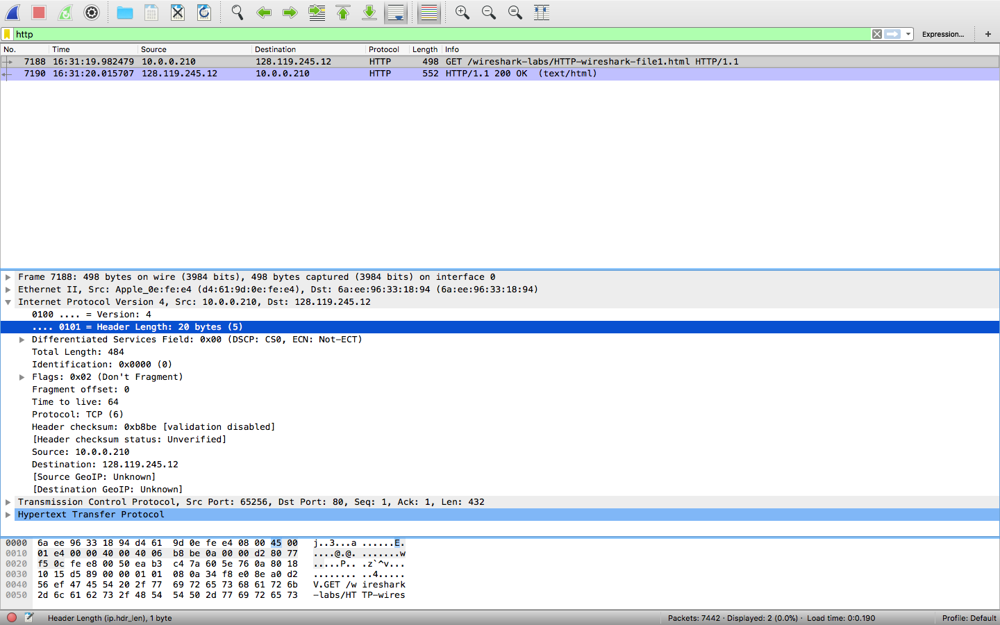 http
Expression...
+
No. Time Source Destination Protocol Length Info
7188 16:31:19.982479 10.0.0.210 128.119.245.12 HTTP 498 GET /wireshark-labs/HTTP-wireshark-file1.html HTTP/1.1
7190 16:31:20.015707 128.119.245.12 10.0.0.210 HTTP 552 HTTP/1.1 200 OK (text/html)
Frame 7188: 498 bytes on wire (3984 bits), 498 bytes captured (3984 bits) on interface 0
Ethernet II, Src: Apple_0e:fe:e4 (d4:61:9d:0e:fe:e4), Dst: 6a:ee:96:33:18:94 (6a:ee:96:33:18:94)
Internet Protocol Version 4, Src: 10.0.0.210, Dst: 128.119.245.12
0100 .... = Version: 4
.... 0101 = Header Length: 20 bytes (5)
Differentiated Services Field: 0x00 (DSCP: CS0, ECN: Not-ECT)
Total Length: 484
Identification: 0x0000 (0)
Flags: 0x02 (Don't Fragment)
Fragment offset: 0
Time to live: 64
Protocol: TCP (6)
Header checksum: 0xb8be [validation disabled]
[Header checksum status: Unverified]
Source: 10.0.0.210
Destination: 128.119.245.12
[Source GeoIP: Unknown]
[Destination GeoIP: Unknown]
Transmission Control Protocol, Src Port: 65256, Dst Port: 80, Seq: 1, Ack: 1, Len: 432
Hypertext Transfer Protocol
0000 6a ee 96 33 18 94 d4 61 9d 0e fe e4 08 00 45 00 j..3...a ......E.
0010 01 e4 00 00 40 00 40 06 b8 be 0a 00 00 d2 80 77 ....@.@. .......w
0020 f5 0c fe e8 00 50 ea b3 c4 7a 60 5e 76 0a 80 18 .....P.. .z`^v...
0030 10 15 d5 89 00 00 01 01 08 0a 34 f8 e0 8e a0 d2 ........ ..4.....
0040 56 ef 47 45 54 20 2f 77 69 72 65 73 68 61 72 6b V.GET /w ireshark
0050 2d 6c 61 62 73 2f 48 54 54 50 2d 77 69 72 65 73 -labs/HT TP-wires
Header Length (ip.hdr_len), 1 byte
Packets: 7442 · Displayed: 2 (0.0%) · Load time: 0:0.190
Profile: Default